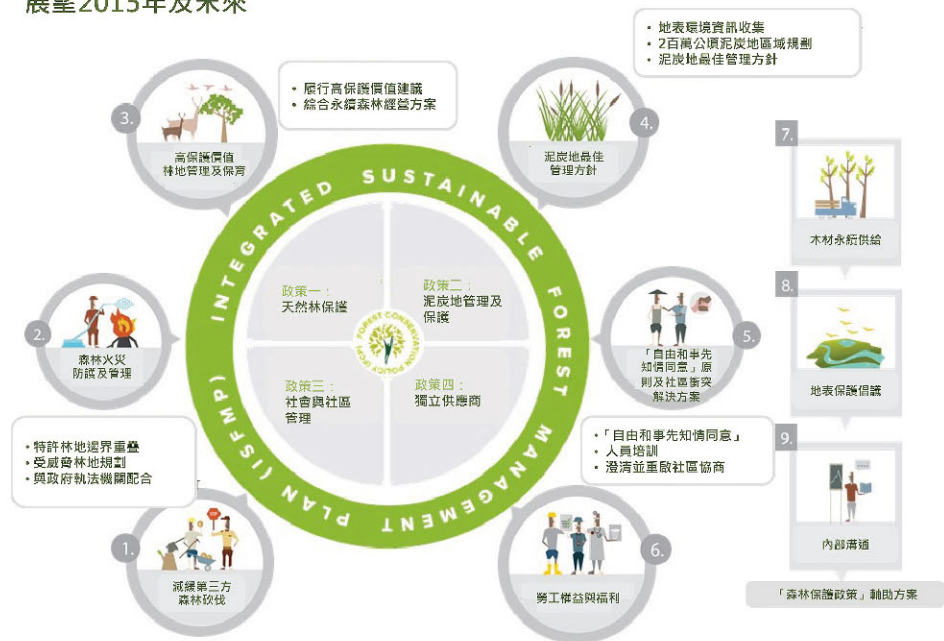 展望2015年及未來
• 地表環境資訊收集
• 2百萬公頃泥炭地區域規劃
• 泥炭地最佳管理方針
• 履行高保護價值建議
• 綜合永續森林經營方案
3.
高保護價值
林地管理及保育
4.
泥炭地最佳
管理方針
7.
木材永續供給
INTEGRATED SUSTAINABLE FOREST MANAGEMENT PLAN (ISFMP)
政策一：
天然林保護
政策二：
泥炭地管理及
保護
FOREST CONSERVATION POLICY (FCP)
政策三：
社會與社區
管理
政策四：
獨立供應商
2.
森林火災
防護及管理
5.
「自由和事先
知情同意」原
則及社區衝突
解決方案
8.
地表保護倡議
• 特許林地邊界重疊
• 受威脅林地規劃
• 與政府執法機關配合
• 「自由和事先知情同意」
• 人員培訓
• 澄清並重啟社區協商
9.
內部溝通
1.
STOP
減緩第三方
森林砍伐
6.
勞工權益與福利
「森林保護政策」輔助方案